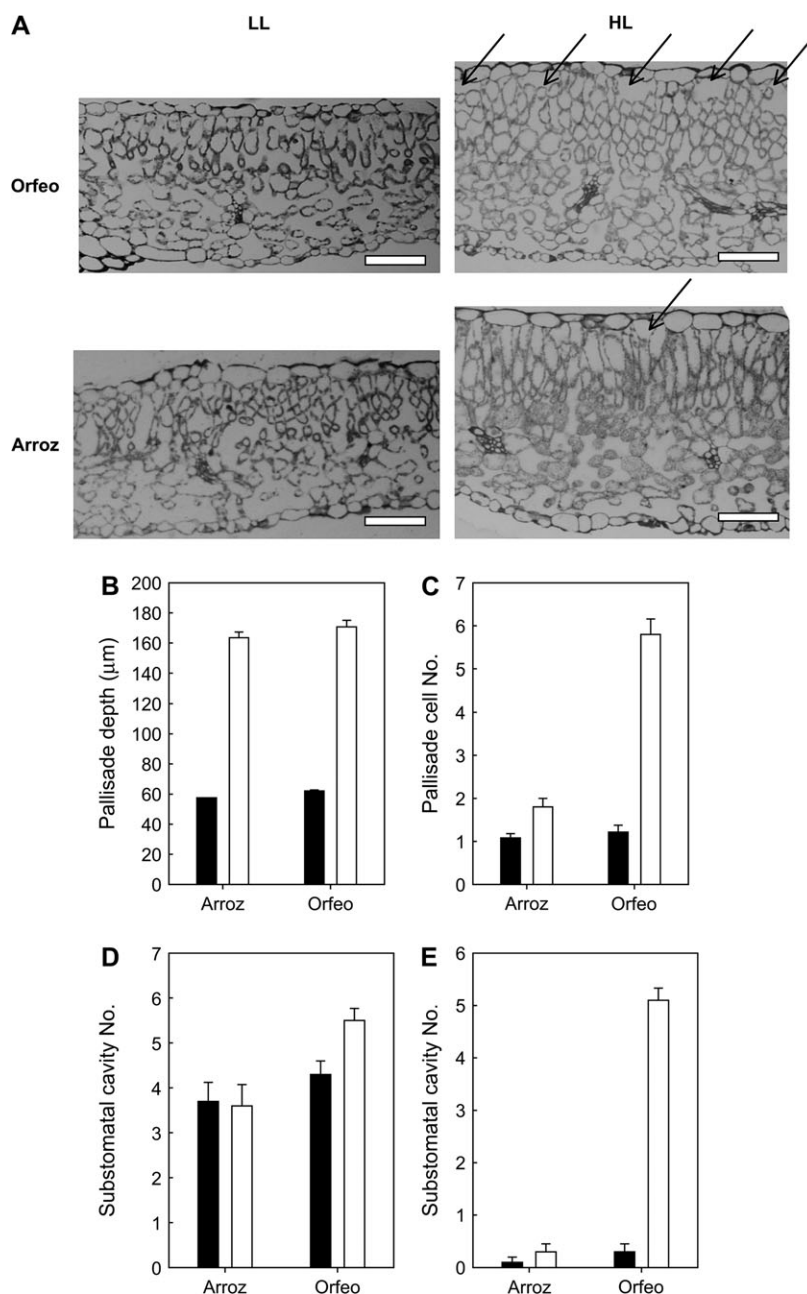 A
LL
HL
Orfeo
Arroz
B
Pallisade depth (μm)
200
180
160
140
120
100
80
60
40
20
0
Arroz
Orfeo
C
Pallisade cell No.
7
6
5
4
3
2
1
0
Arroz
Orfeo
D
Substomatal cavity No.
7
6
5
4
3
2
1
0
Arroz
Orfeo
E
Substomatal cavity No.
6
5
4
3
2
1
0
Arroz
Orfeo